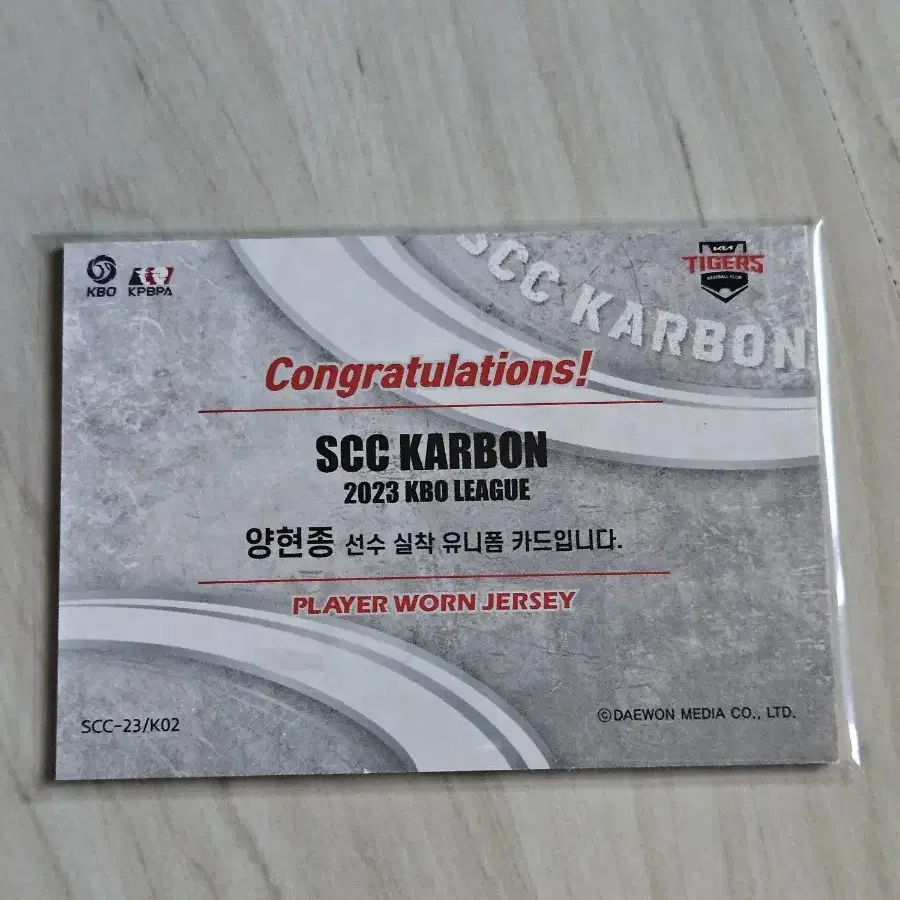 KBO
KPBPA
KIA
TIGERS
BASEBALL CLUB
SCC KARBON
Congratulations!
SCC KARBON
2023 KBO LEAGUE
양현종 선수 실착 유니폼 카드입니다.
PLAYER WORN JERSEY
SCC-23/K02
©DAEWON MEDIA CO., LTD.